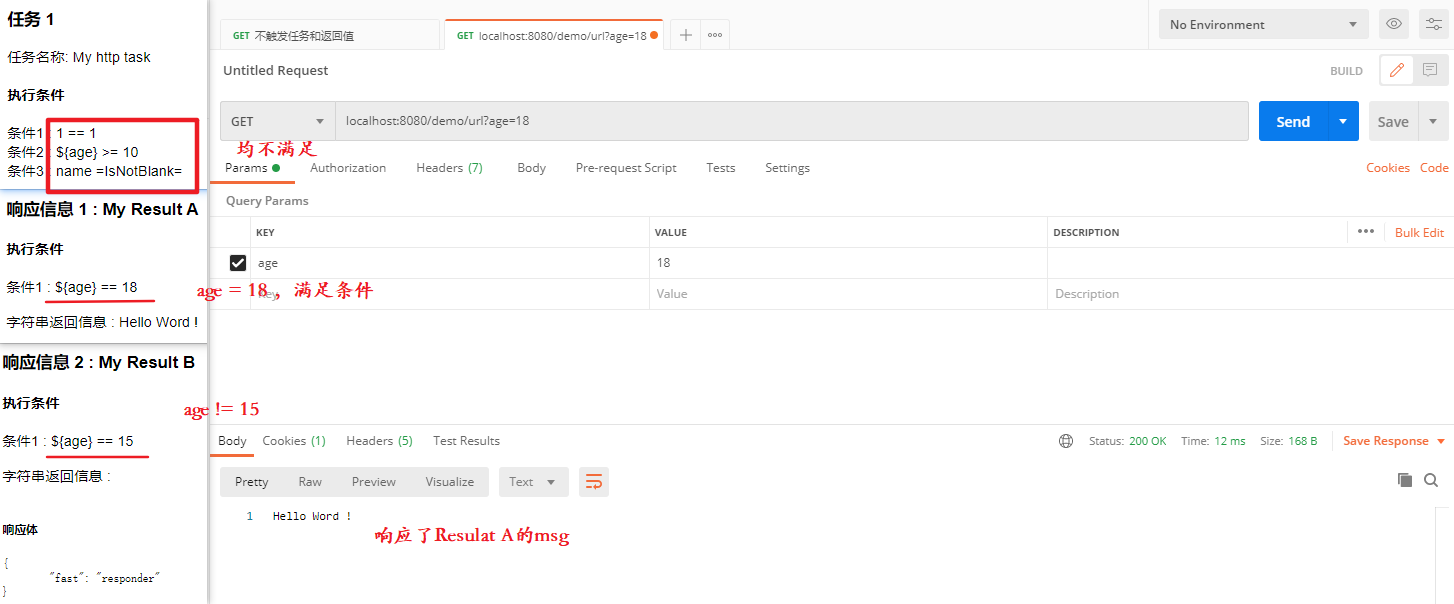 任务 1
任务名称: My http task
执行条件
条件1 : 1 == 1
条件2 : ${age} >= 10
条件3 : name =IsNotBlank=
响应信息 1 : My Result A
执行条件
条件1 : ${age} == 18
字符串返回信息 : Hello Word !
响应信息 2 : My Result B
执行条件
条件1 : ${age} == 15
字符串返回信息 :
响应体
{
"fast": "responder"
}
GET 不触发任务和返回值
GET localhost:8080/demo/url?age=18
No Environment
Untitled Request
BUILD
GET localhost:8080/demo/url?age=18
Send
Save
均不满足
Params Authorization Headers (7) Body Pre-request Script Tests Settings
Cookies Code
Query Params
KEY VALUE DESCRIPTION
Bulk Edit
age 18
age = 18 ，满足条件
Key Value Description
age != 15
Body Cookies (1) Headers (5) Test Results
Status: 200 OK Time: 12 ms Size: 168 B Save Response
Pretty Raw Preview Visualize Text
1 Hello Word !
响应了Resulat A的msg